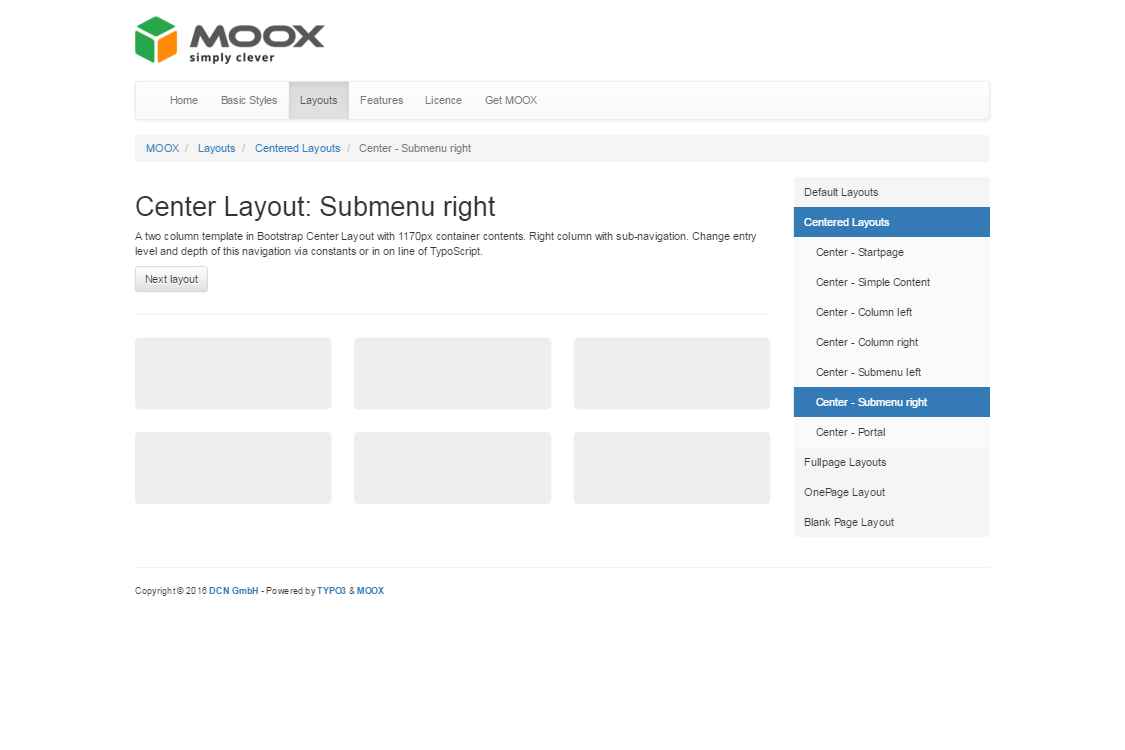 MOOX
simply clever
Home Basic Styles Layouts Features Licence Get MOOX
MOOX / Layouts / Centered Layouts / Center - Submenu right
Center Layout: Submenu right
A two column template in Bootstrap Center Layout with 1170px container contents. Right column with sub-navigation. Change entry
level and depth of this navigation via constants or in on line of TypoScript.
Next layout
Default Layouts
Centered Layouts
Center - Startpage
Center - Simple Content
Center - Column left
Center - Column right
Center - Submenu left
Center - Submenu right
Center - Portal
Fullpage Layouts
OnePage Layout
Blank Page Layout
Copyright © 2016 DCN GmbH - Powered by TYPO3 & MOOX